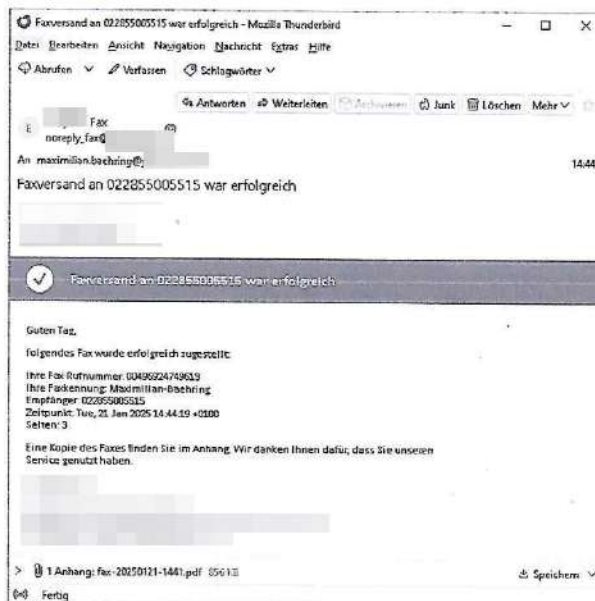 Faxversand an 022855005515 war erfolgreich - Mozilla Thunderbird
Datei Bearbeiten Ansicht Navigation Nachricht Extras Hilfe
Abrufen Verfassen Schlagwörter
Antworten Weiterleiten Archivieren Junk Löschen Mehr
E Fax
noreply_fax@
An maximilian.baehring@ 14:44
Faxversand an 022855005515 war erfolgreich
Faxversand an 022855005515 war erfolgreich
Guten Tag,
folgendes Fax wurde erfolgreich zugestellt:
Ihre Fax-Rufnummer: 00496924749619
Ihre Faxkennung: Maximilian-Baehring
Empfänger: 022855005515
Zeitpunkt: Tue, 21 Jan 2025 14:44:19 +0100
Seiten: 3
Eine Kopie des Faxes finden Sie im Anhang. Wir danken Ihnen dafür, dass Sie unseren
Service genutzt haben.
1 Anhang: fax-20250121-1441.pdf Speichern
Fertig